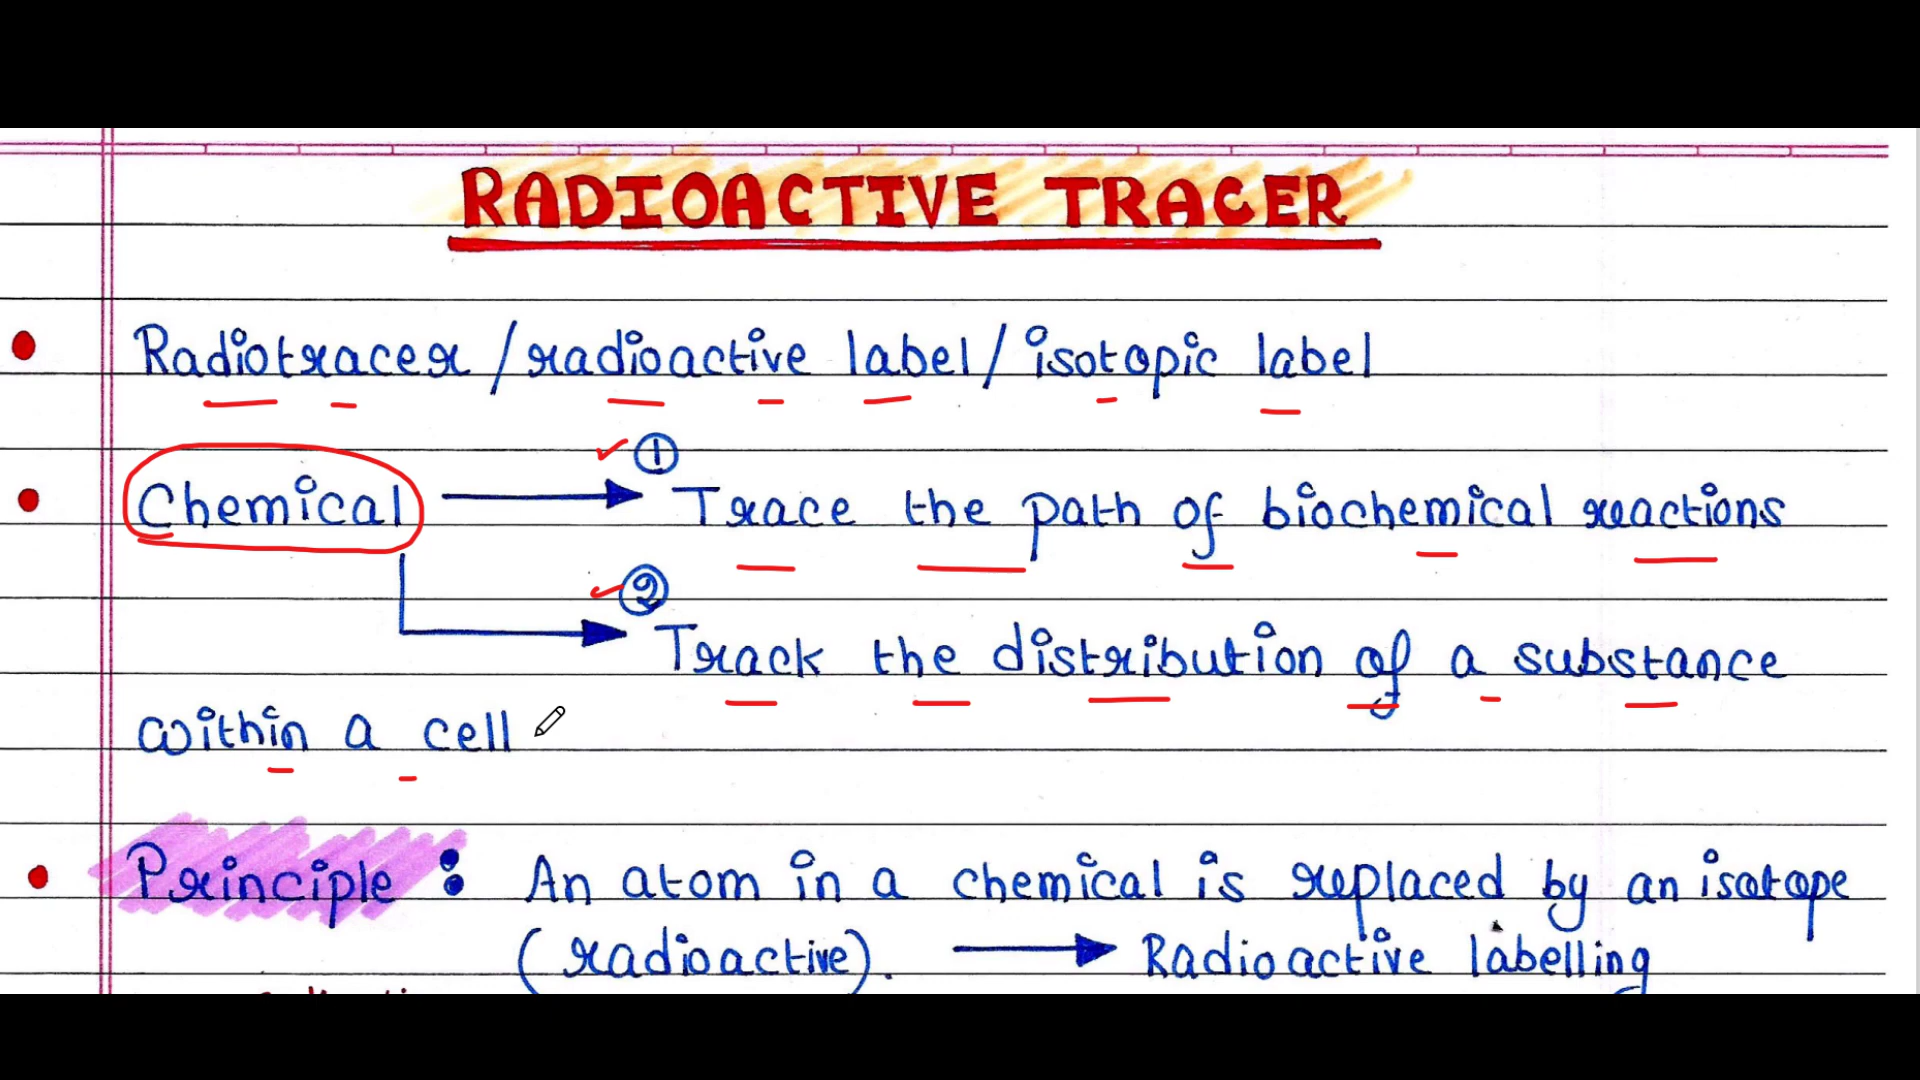 RADIOACTIVE TRACER
Radiotracer / radioactive label / isotopic label
①
Chemical → Trace the path of biochemical reactions
②
Track the distribution of a substance
within a cell
Principle : An atom in a chemical is replaced by an isotope
(radioactive). → Radioactive labelling